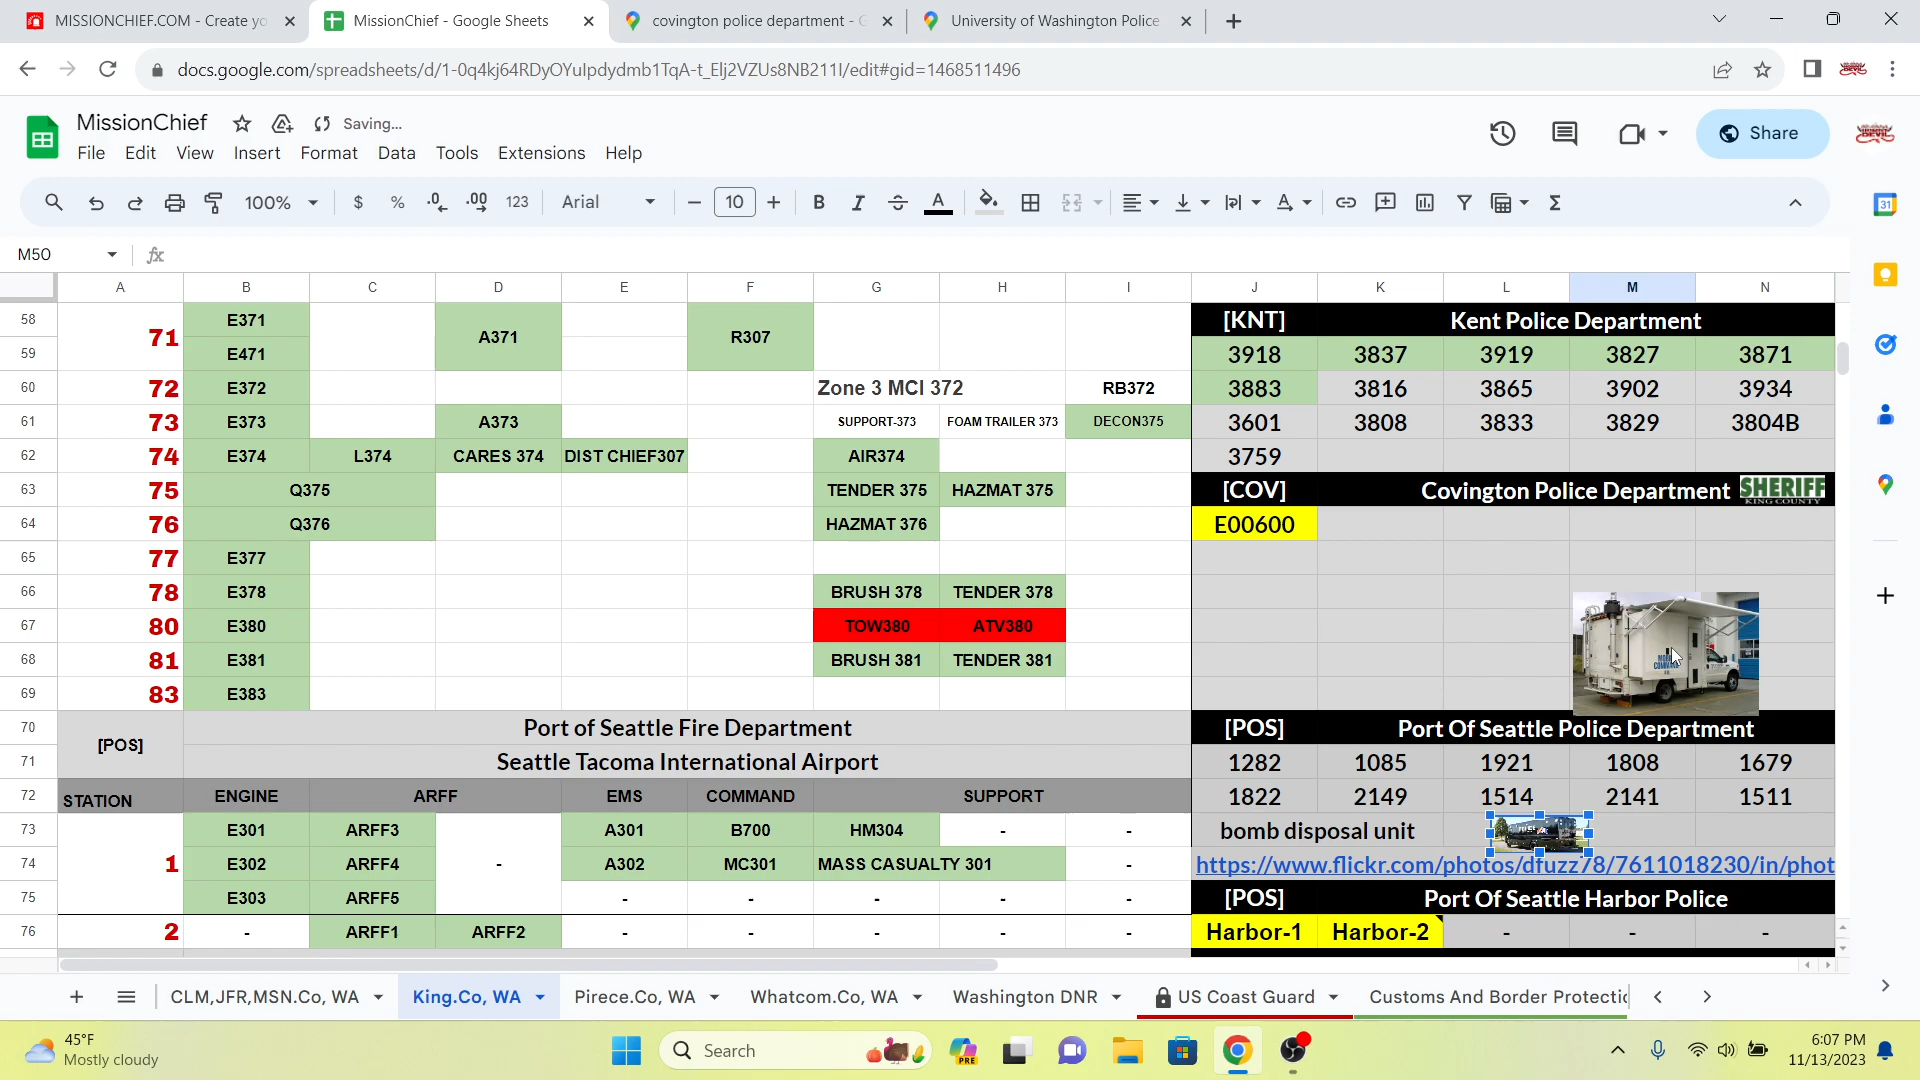 MISSIONCHIEF.COM - Create yo
MissionChief - Google Sheets
covington police department - G
University of Washington Police
docs.google.com/spreadsheets/d/1-0q4kj64RDyOYuIpdydmb1TqA-t_Elj2VZUs8NB211I/edit#gid=1468511496
MissionChief Saving...
File Edit View Insert Format Data Tools Extensions Help
Share
100% $ % .0 .00 123 Arial 10 B I A
31
M50 fx
A B C D E F G H I J K L M N
58 71 E371 A371 R307 [KNT] Kent Police Department
59 E471 3918 3837 3919 3827 3871
60 72 E372 Zone 3 MCI 372 RB372 3883 3816 3865 3902 3934
61 73 E373 A373 SUPPORT-373 FOAM TRAILER 373 DECON375 3601 3808 3833 3829 3804B
62 74 E374 L374 CARES 374 DIST CHIEF307 AIR374 3759
63 75 Q375 TENDER 375 HAZMAT 375 [COV] Covington Police Department SHERIFF KING COUNTY
64 76 Q376 HAZMAT 376 E00600
65 77 E377
66 78 E378 BRUSH 378 TENDER 378
67 80 E380 TOW380 ATV380
68 81 E381 BRUSH 381 TENDER 381
69 83 E383
70 [POS] Port of Seattle Fire Department [POS] Port Of Seattle Police Department
71 Seattle Tacoma International Airport 1282 1085 1921 1808 1679
72 STATION ENGINE ARFF EMS COMMAND SUPPORT 1822 2149 1514 2141 1511
73 1 E301 ARFF3 - A301 B700 HM304 - - bomb disposal unit
74 E302 ARFF4 A302 MC301 MASS CASUALTY 301 - https://www.flickr.com/photos/dfuzz78/7611018230/in/phot
75 E303 ARFF5 - - - - - [POS] Port Of Seattle Harbor Police
76 2 - ARFF1 ARFF2 - - - - - Harbor-1 Harbor-2 - - -
CLM,JFR,MSN.Co, WA King.Co, WA Pirece.Co, WA Whatcom.Co, WA Washington DNR US Coast Guard Customs And Border Protectio
45°F
Mostly cloudy
Search
PRE
6:07 PM
11/13/2023